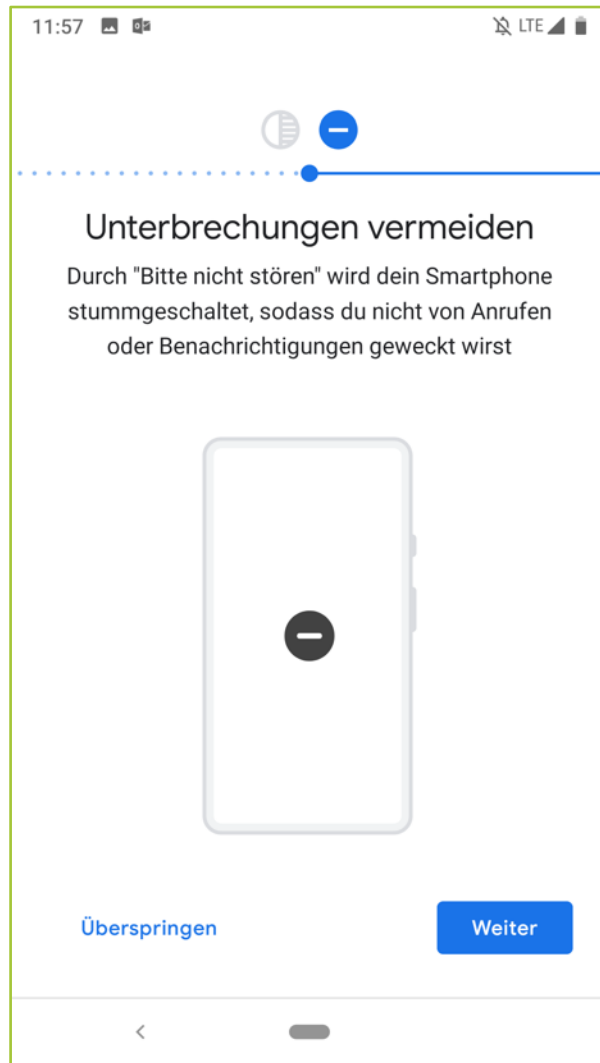 11:57 LTE
Unterbrechungen vermeiden
Durch "Bitte nicht stören" wird dein Smartphone
stummgeschaltet, sodass du nicht von Anrufen
oder Benachrichtigungen geweckt wirst
Überspringen Weiter